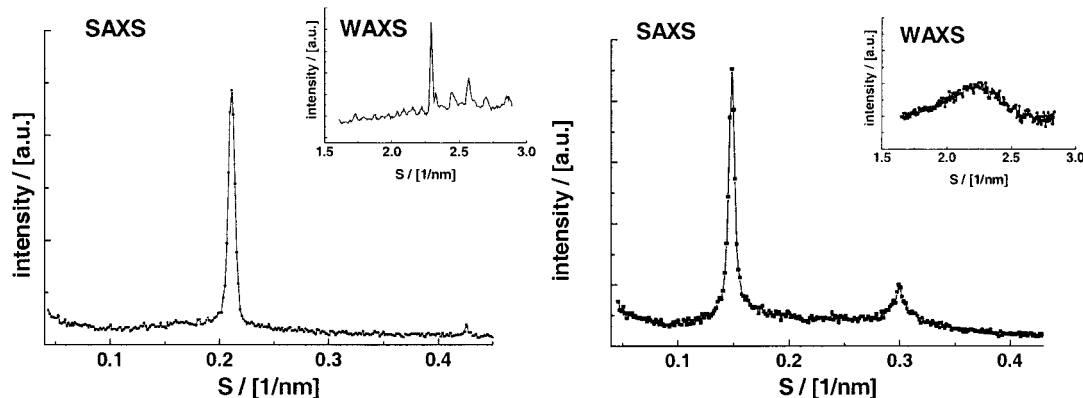 SAXS
WAXS
intensity / [a.u.]
1.5 2.0 2.5 3.0
S / [1/nm]
intensity / [a.u.]
0.1 0.2 0.3 0.4
S / [1/nm]
SAXS
WAXS
intensity / [a.u.]
1.5 2.0 2.5 3.0
S / [1/nm]
intensity / [a.u.]
0.1 0.2 0.3 0.4
S / [1/nm]